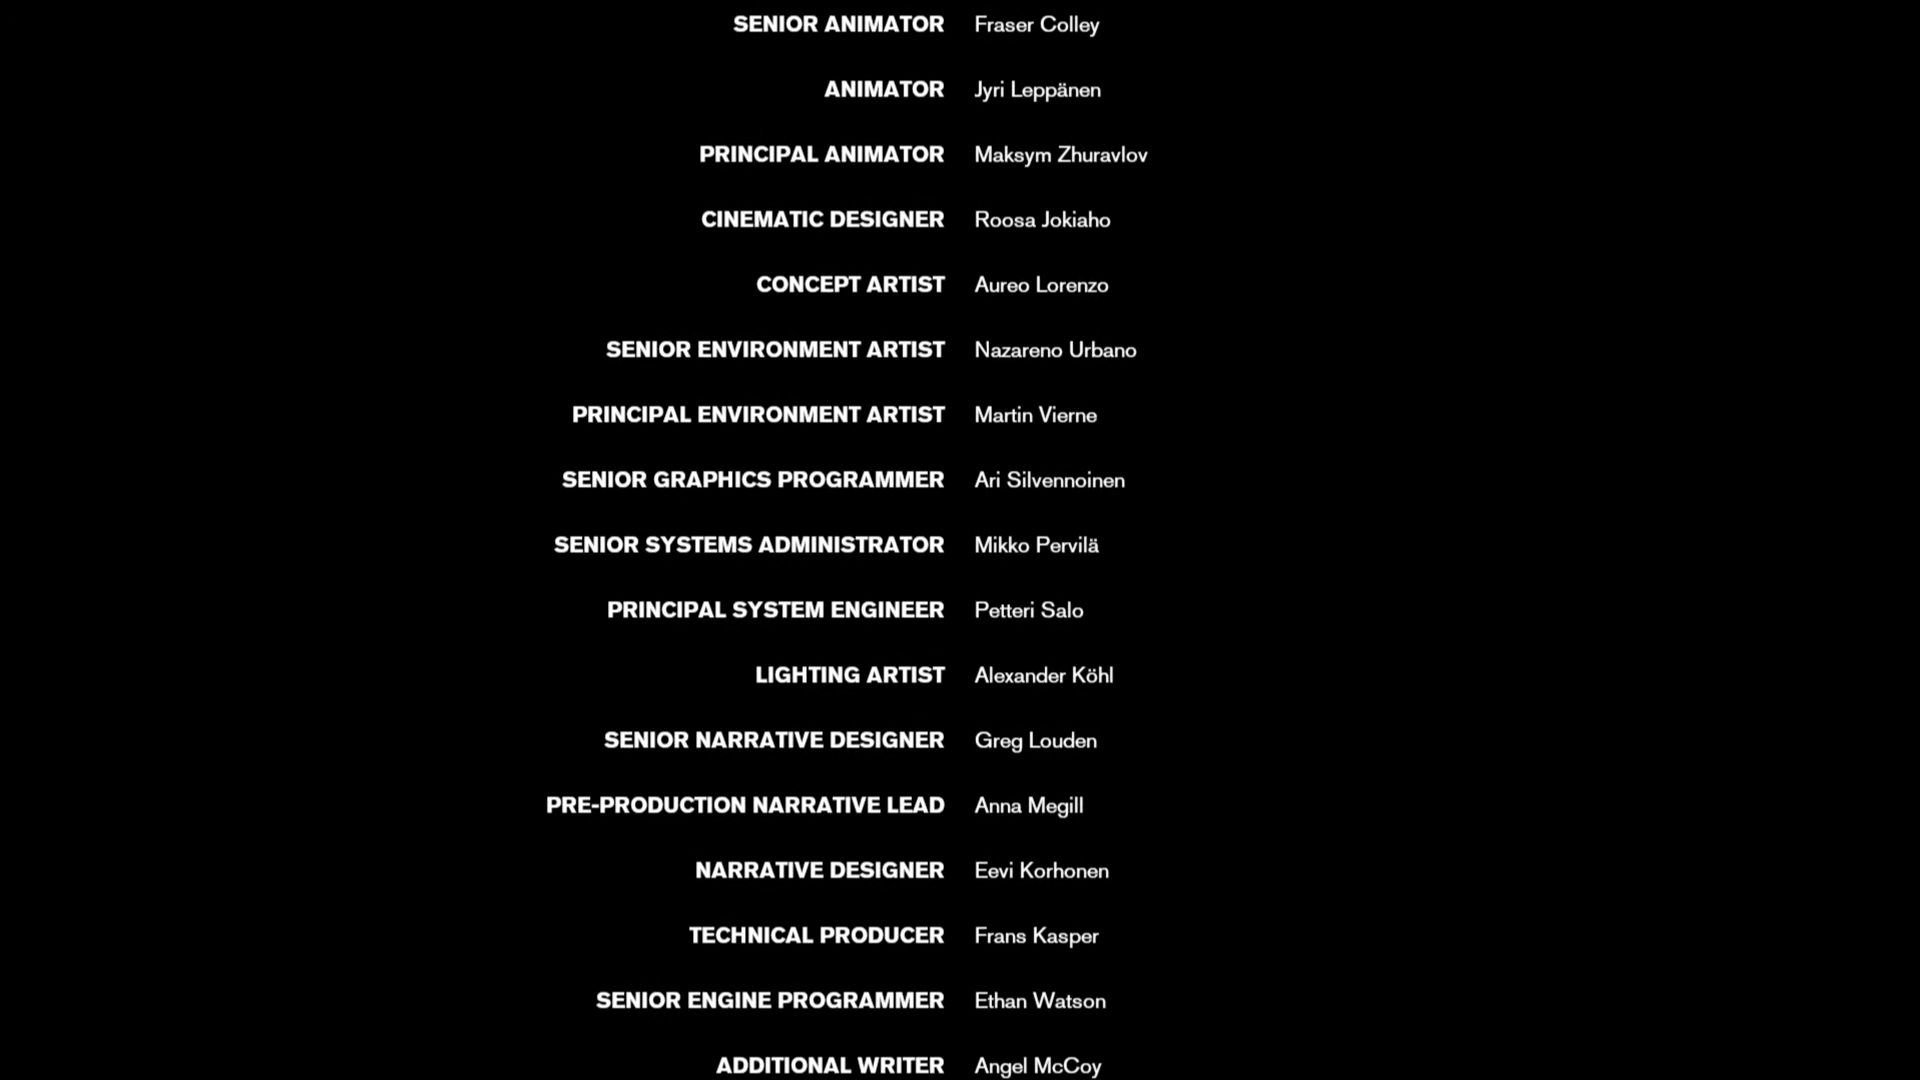 SENIOR ANIMATOR Fraser Colley
ANIMATOR Jyri Leppänen
PRINCIPAL ANIMATOR Maksym Zhuravlov
CINEMATIC DESIGNER Roosa Jokiaho
CONCEPT ARTIST Aureo Lorenzo
SENIOR ENVIRONMENT ARTIST Nazareno Urbano
PRINCIPAL ENVIRONMENT ARTIST Martin Vierne
SENIOR GRAPHICS PROGRAMMER Ari Silvennoinen
SENIOR SYSTEMS ADMINISTRATOR Mikko Pervilä
PRINCIPAL SYSTEM ENGINEER Petteri Salo
LIGHTING ARTIST Alexander Köhl
SENIOR NARRATIVE DESIGNER Greg Louden
PRE-PRODUCTION NARRATIVE LEAD Anna Megill
NARRATIVE DESIGNER Eevi Korhonen
TECHNICAL PRODUCER Frans Kasper
SENIOR ENGINE PROGRAMMER Ethan Watson
ADDITIONAL WRITER Angel McCoy